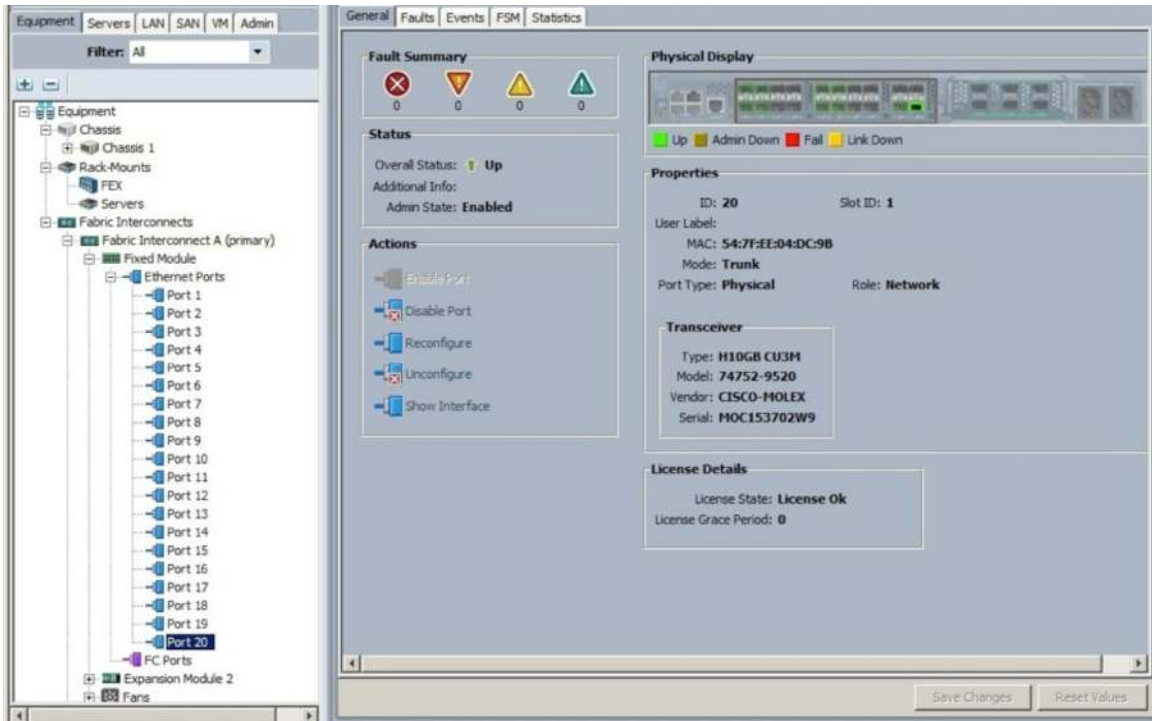 Equipment Servers LAN SAN VM Admin
Filter: All
Equipment
Chassis
Chassis 1
Rack-Mounts
FEX
Servers
Fabric Interconnects
Fabric Interconnect A (primary)
Fixed Module
Ethernet Ports
Port 1
Port 2
Port 3
Port 4
Port 5
Port 6
Port 7
Port 8
Port 9
Port 10
Port 11
Port 12
Port 13
Port 14
Port 15
Port 16
Port 17
Port 18
Port 19
Port 20
FC Ports
Expansion Module 2
Fans
General Faults Events FSM Statistics
Fault Summary
0 0 0 0
Status
Overall Status: Up
Additional Info:
Admin State: Enabled
Actions
Enable Port
Disable Port
Reconfigure
Unconfigure
Show Interface
Physical Display
Up Admin Down Fail Link Down
Properties
ID: 20 Slot ID: 1
User Label:
MAC: 54:7F:EE:04:DC:9B
Mode: Trunk
Port Type: Physical Role: Network
Transceiver
Type: H10GB CU3M
Model: 74752-9520
Vendor: CISCO-MOLEX
Serial: MOC153702W9
License Details
License State: License Ok
License Grace Period: 0
Save Changes Reset Values